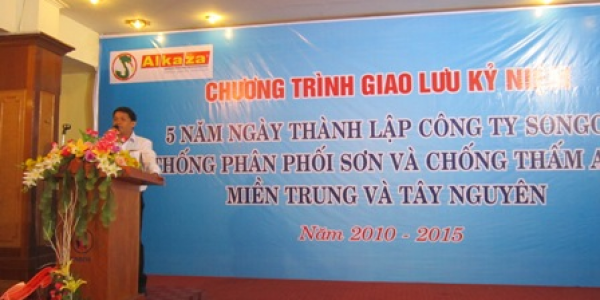 Alkaza
CHƯƠNG TRÌNH GIAO LƯU KỶ NIỆM
5 NĂM NGÀY THÀNH LẬP CÔNG TY SONGO
THỐNG PHÂN PHỐI SƠN VÀ CHỐNG THẤM A
MIỀN TRUNG VÀ TÂY NGUYÊN
Năm 2010 - 2015